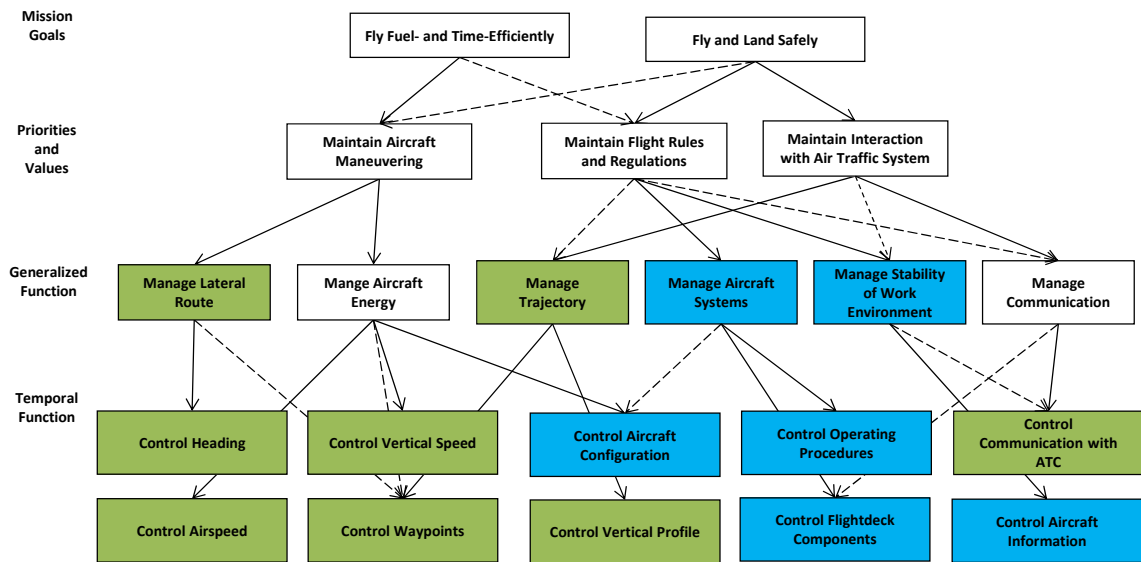 Mission
Goals
Fly Fuel- and Time-Efficiently
Fly and Land Safely
Priorities
and
Values
Maintain Aircraft
Maneuvering
Maintain Flight Rules
and Regulations
Maintain Interaction
with Air Traffic System
Generalized
Function
Manage Lateral
Route
Mange Aircraft
Energy
Manage
Trajectory
Manage Aircraft
Systems
Manage Stability
of Work
Environment
Manage
Communication
Temporal
Function
Control Heading
Control Vertical Speed
Control Aircraft
Configuration
Control Operating
Procedures
Control
Communication with
ATC
Control Airspeed
Control Waypoints
Control Vertical Profile
Control Flightdeck
Components
Control Aircraft
Information